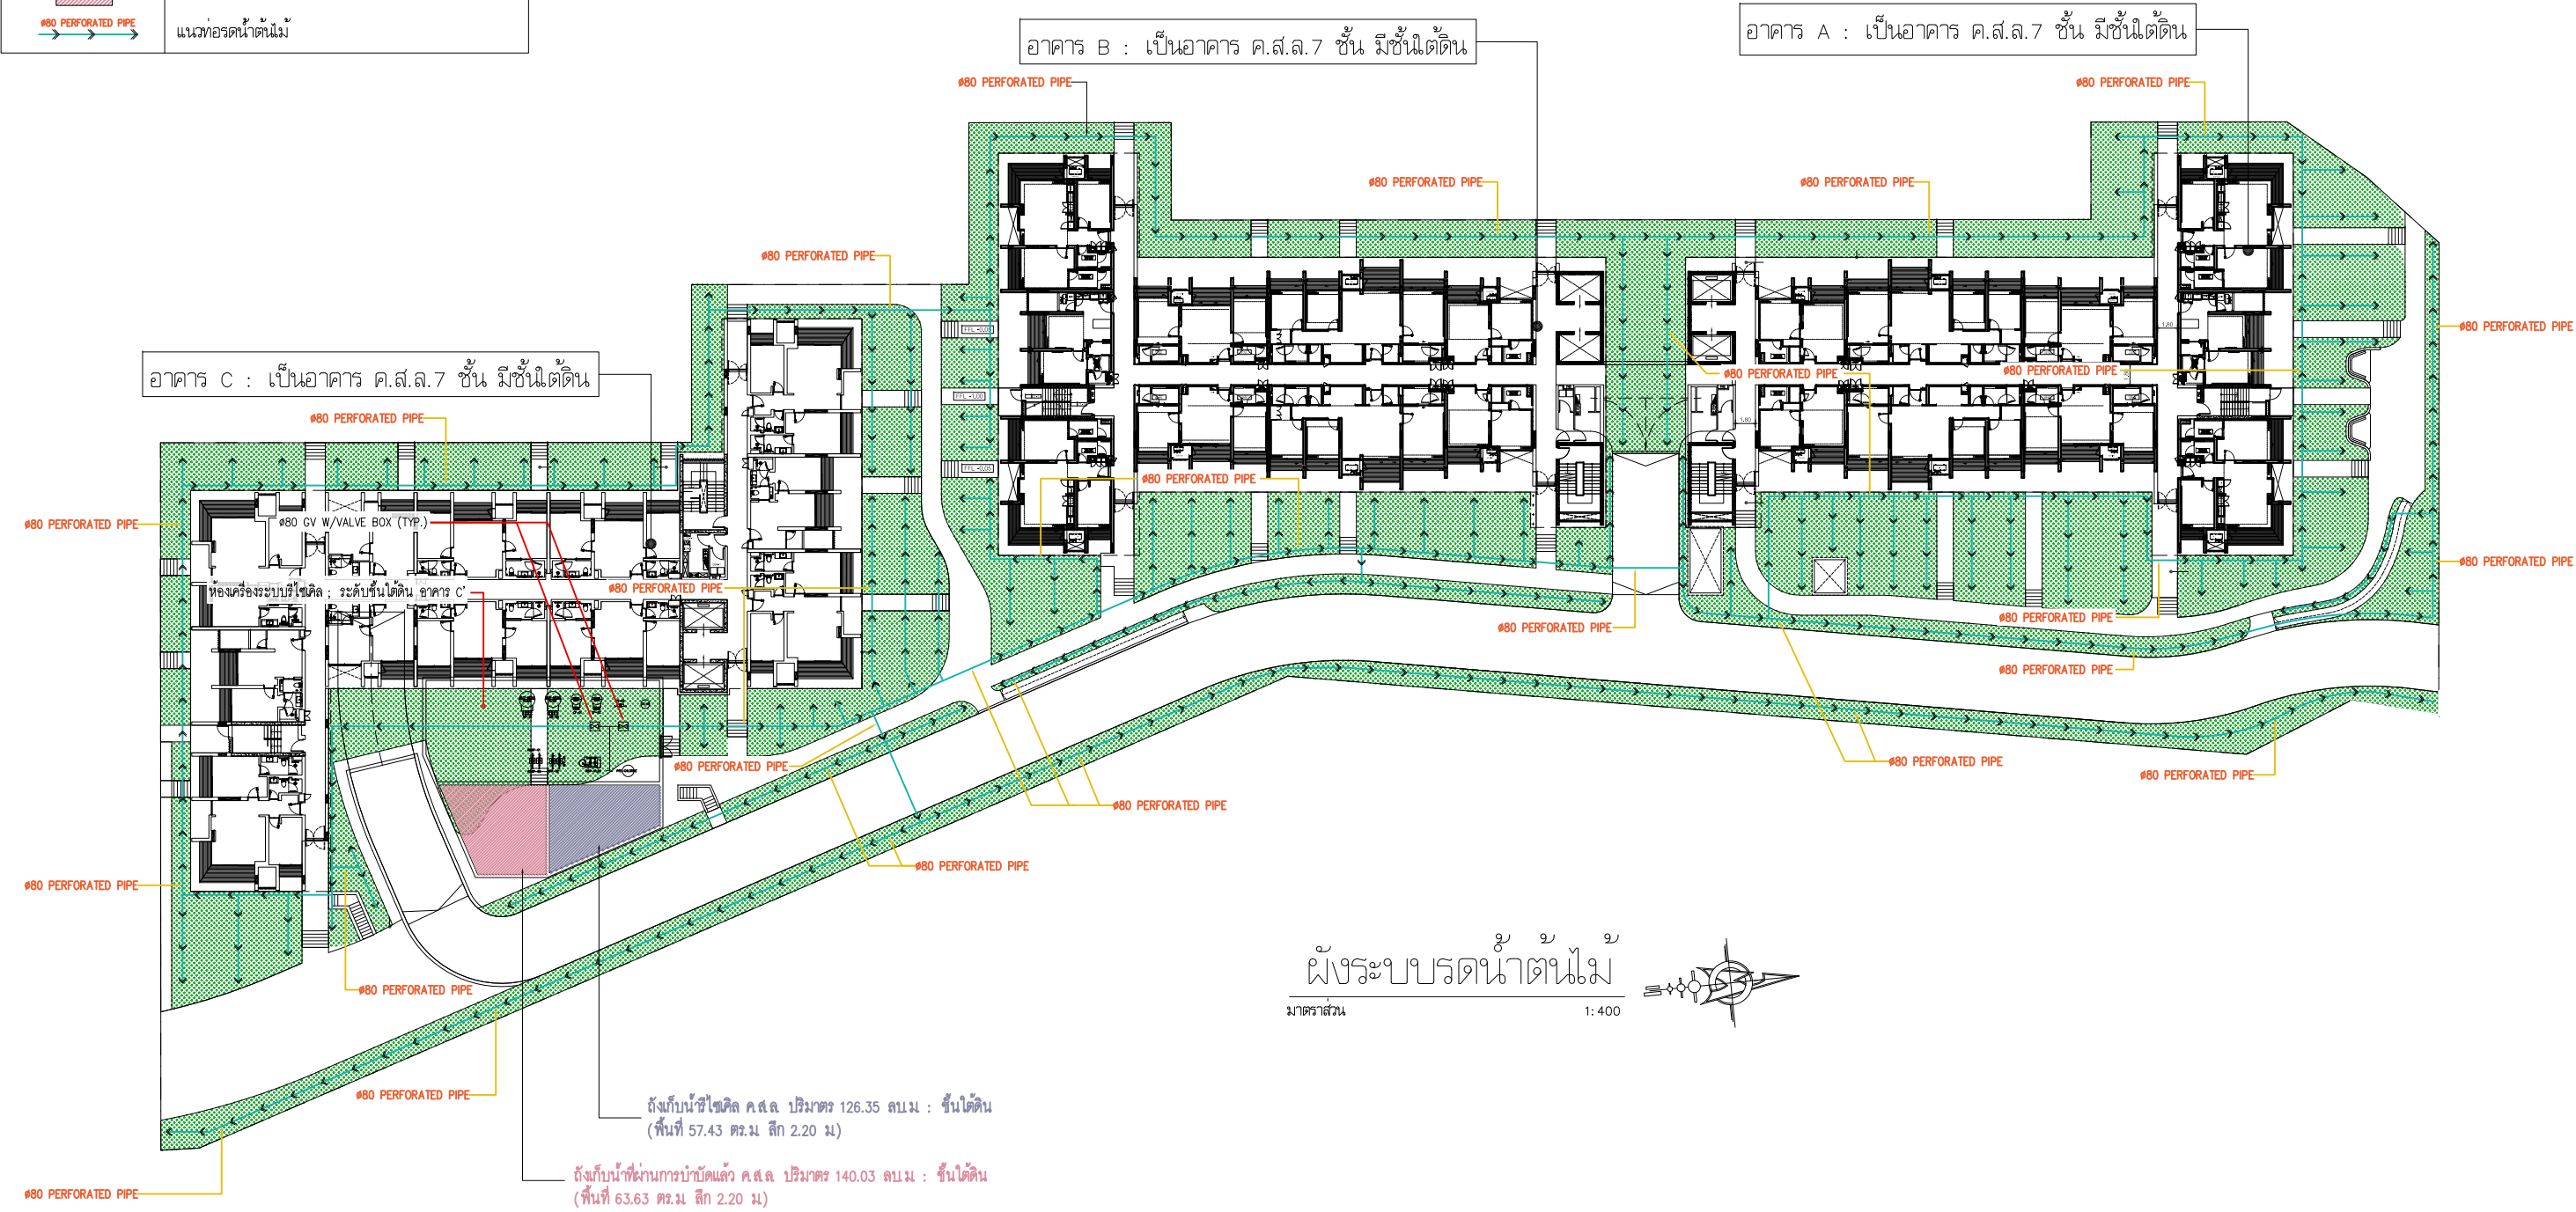 ø80 PERFORATED PIPE
แนวท่อรดน้ำต้นไม้
อาคาร B : เป็นอาคาร ค.ส.ล.7 ชั้น มีชั้นใต้ดิน
อาคาร A : เป็นอาคาร ค.ส.ล.7 ชั้น มีชั้นใต้ดิน
ø80 PERFORATED PIPE
ø80 PERFORATED PIPE
ø80 PERFORATED PIPE
ø80 PERFORATED PIPE
ø80 PERFORATED PIPE
ø80 PERFORATED PIPE
อาคาร C : เป็นอาคาร ค.ส.ล.7 ชั้น มีชั้นใต้ดิน
FFL -1.00
ø80 PERFORATED PIPE
ø80 PERFORATED PIPE
1.80
1.80
ø80 PERFORATED PIPE
FFL -0.05
ø80 PERFORATED PIPE
ø80 PERFORATED PIPE
ø80 GV W/VALVE BOX (TYP.)
ø80 PERFORATED PIPE
ห้องเครื่องระบบรีไซเคิล ; ระดับชั้นใต้ดิน อาคาร C'
ø80 PERFORATED PIPE
ø80 PERFORATED PIPE
ø80 PERFORATED PIPE
ø80 PERFORATED PIPE
ø80 PERFORATED PIPE
ø80 PERFORATED PIPE
ø80 PERFORATED PIPE
ø80 PERFORATED PIPE
ø80 PERFORATED PIPE
ø80 PERFORATED PIPE
ø80 PERFORATED PIPE
ผังระบบรดน้ำต้นไม้
มาตราส่วน 1:400
ø80 PERFORATED PIPE
ถังเก็บน้ำรีไซเคิล ค.ส.ล. ปริมาตร 126.35 ลบ.ม. : ชั้นใต้ดิน
(พื้นที่ 57.43 ตร.ม. ลึก 2.20 ม.)
ถังเก็บน้ำที่ผ่านการบำบัดแล้ว ค.ส.ล. ปริมาตร 140.03 ลบ.ม. : ชั้นใต้ดิน
(พื้นที่ 63.63 ตร.ม. ลึก 2.20 ม.)
ø80 PERFORATED PIPE